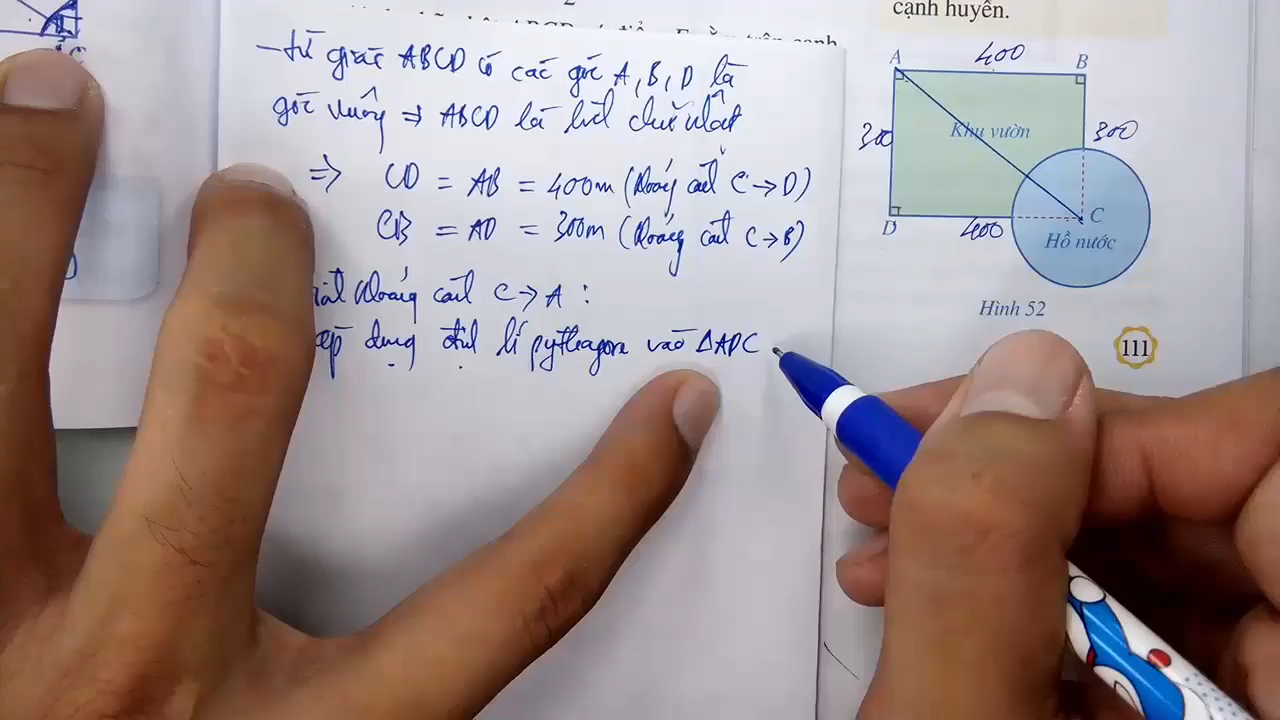 cạnh huyền.
- Tứ giác ABCD có các góc A, B, D là
góc vuông ⇒ ABCD là hình chữ nhật
⇒ CD = AB = 400m (khoảng cách C → D)
CB = AD = 300m (khoảng cách C → B)
khoảng cách C → A :
áp dụng định lí pythagore vào ΔADC
400
A
B
300
Khu vườn
300
D
400
C
Hồ nước
Hình 52
111